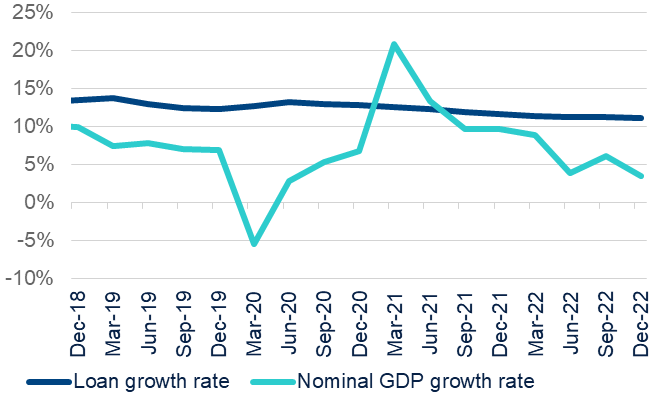 25%
20%
15%
10%
5%
0%
-5%
-10%
Dec-18
Mar-19
Jun-19
Sep-19
Dec-19
Mar-20
Jun-20
Sep-20
Dec-20
Mar-21
Jun-21
Sep-21
Dec-21
Mar-22
Jun-22
Sep-22
Dec-22
Loan growth rate
Nominal GDP growth rate